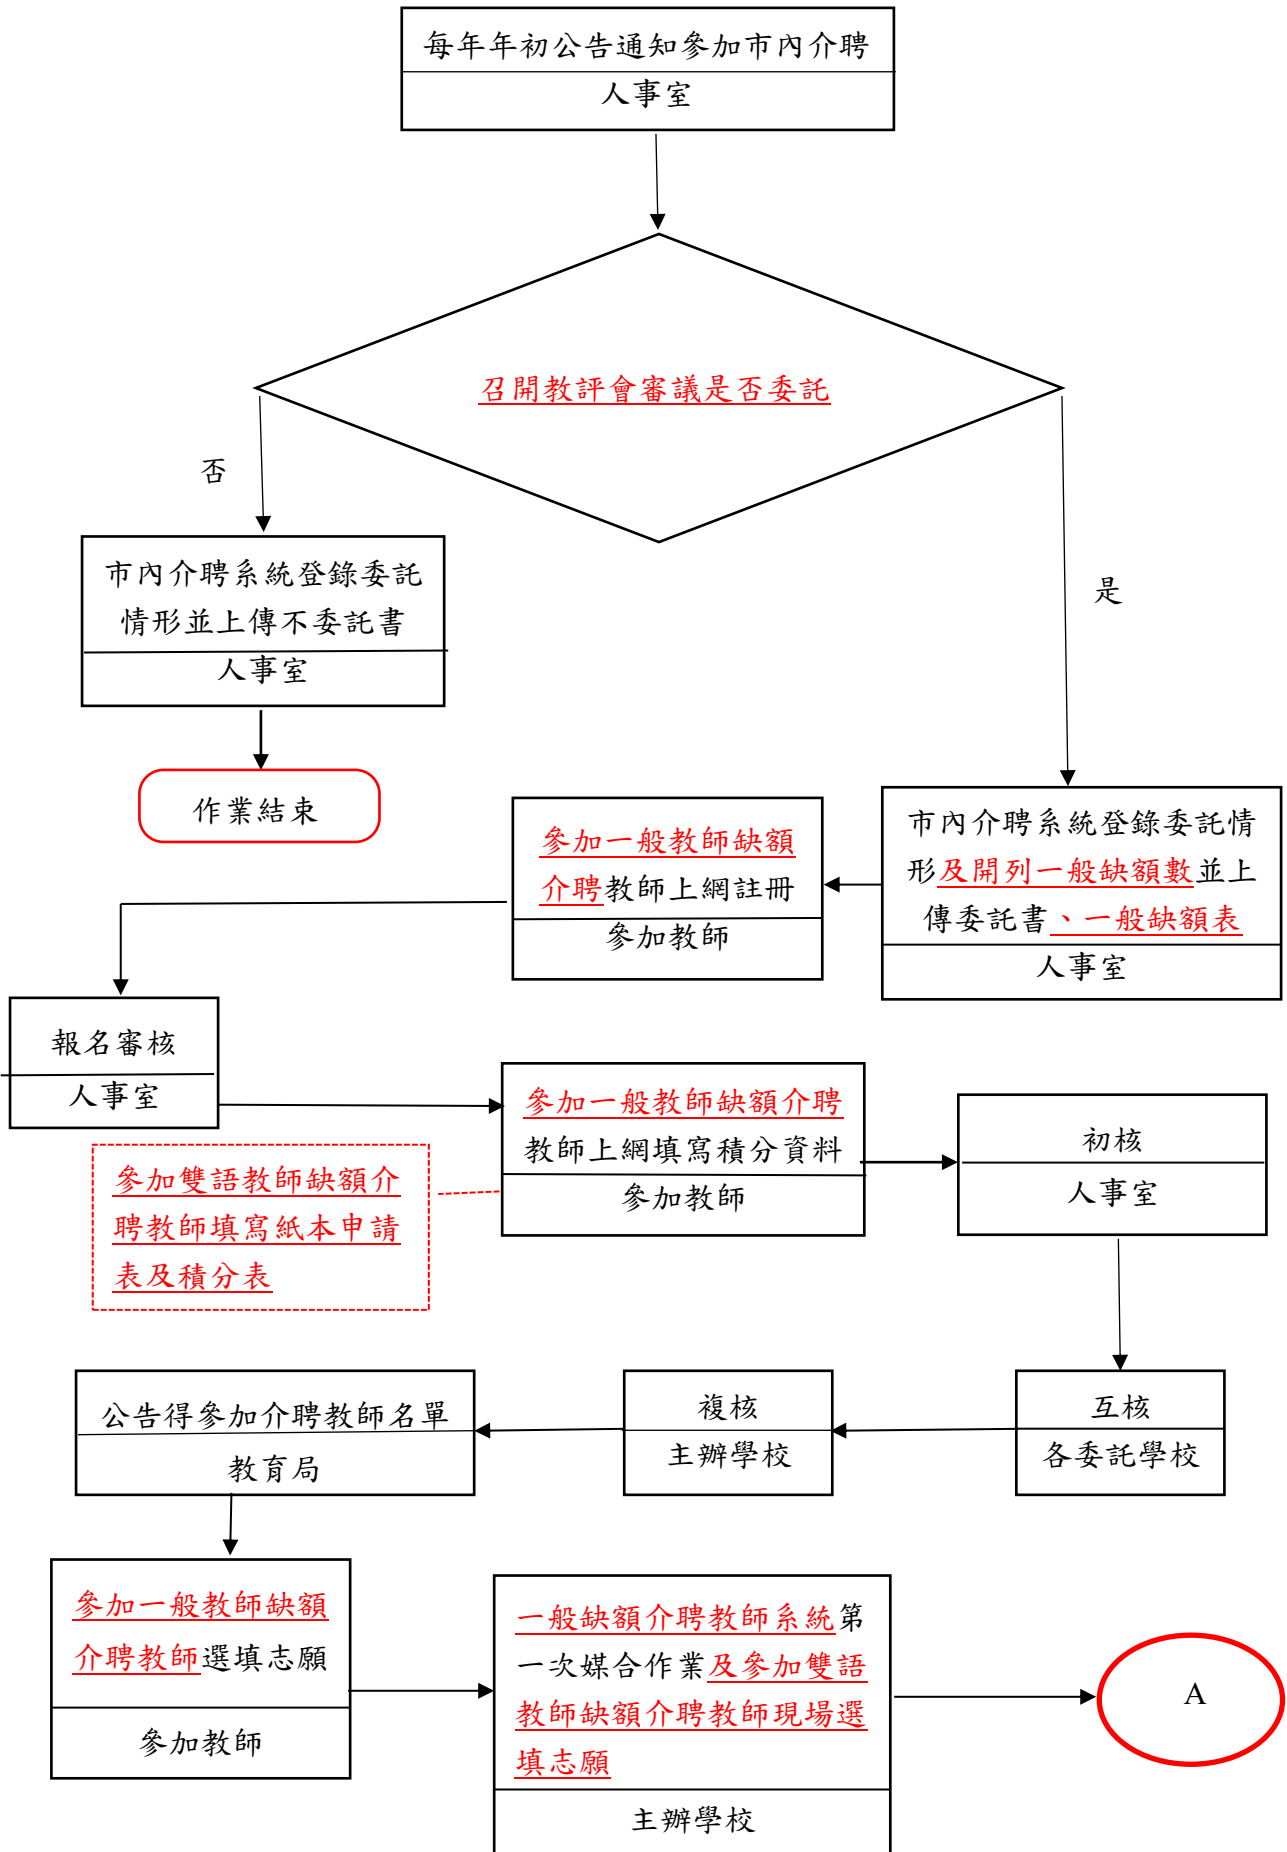 每年年初公告通知參加市內介聘
人事室
召開教評會審議是否委託
否
是
市內介聘系統登錄委託
情形並上傳不委託書
人事室
作業結束
市內介聘系統登錄委託情
形及開列一般缺額數並上
傳委託書、一般缺額表
人事室
參加一般教師缺額
介聘教師上網註冊
參加教師
報名審核
人事室
參加一般教師缺額介聘
教師上網填寫積分資料
參加教師
參加雙語教師缺額介
聘教師填寫紙本申請
表及積分表
初核
人事室
互核
各委託學校
複核
主辦學校
公告得參加介聘教師名單
教育局
參加一般教師缺額
介聘教師選填志願
參加教師
一般缺額介聘教師系統第
一次媒合作業及參加雙語
教師缺額介聘教師現場選
填志願
主辦學校
A